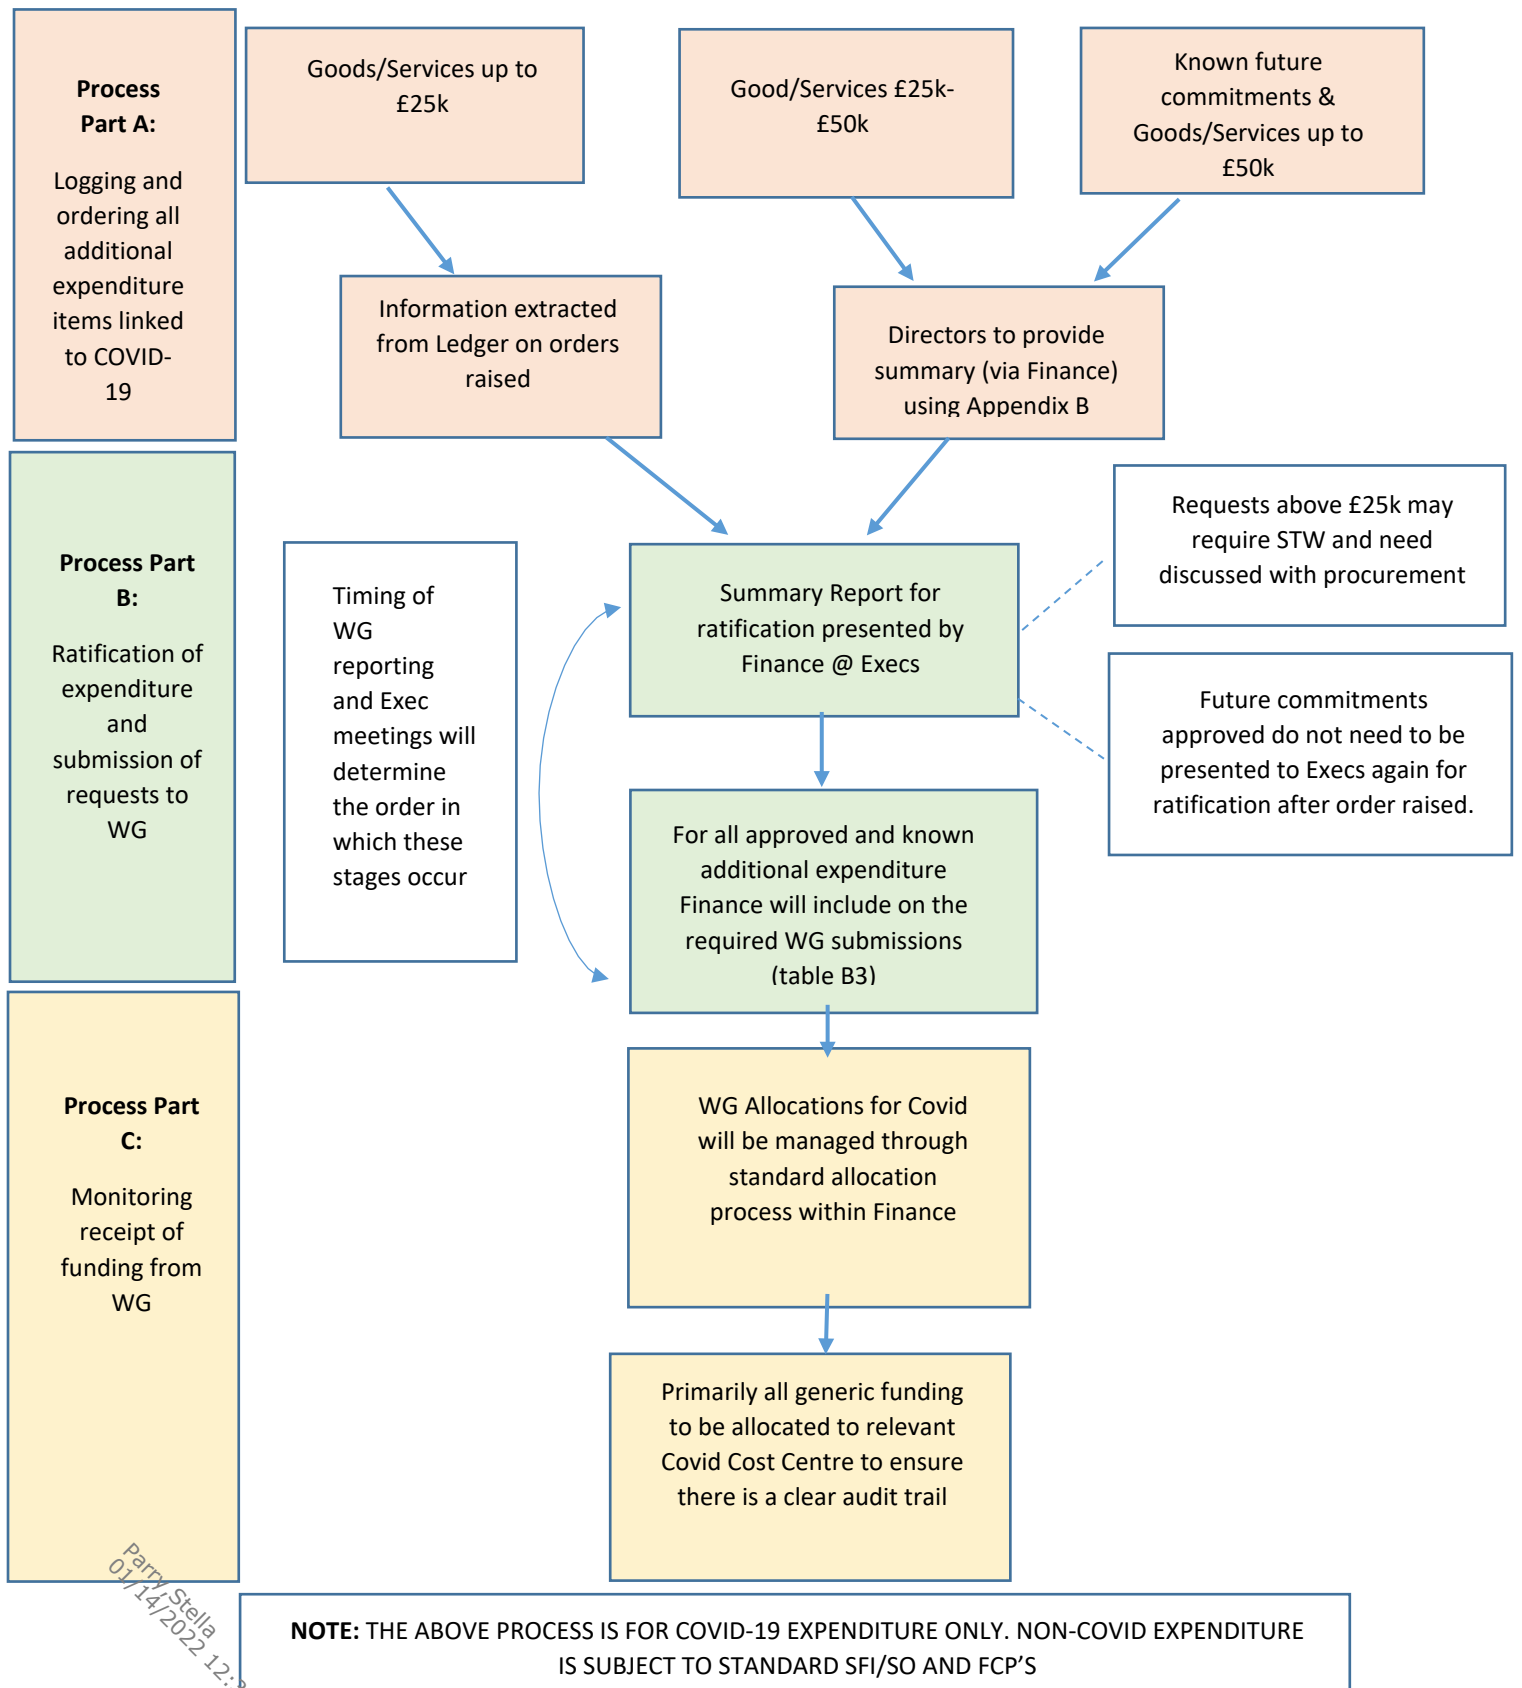 Process
Part A:
Logging and
ordering all
additional
expenditure
items linked
to COVID-
19
Goods/Services up to
£25k
Good/Services £25k-
£50k
Known future
commitments &
Goods/Services up to
£50k
Information extracted
from Ledger on orders
raised
Directors to provide
summary (via Finance)
using Appendix B
Process Part
B:
Ratification of
expenditure
and
submission of
requests to
WG
Timing of
WG
reporting
and Exec
meetings will
determine
the order in
which these
stages occur
Summary Report for
ratification presented by
Finance @ Execs
Requests above £25k may
require STW and need
discussed with procurement
Future commitments
approved do not need to be
presented to Execs again for
ratification after order raised.
For all approved and known
additional expenditure
Finance will include on the
required WG submissions
(table B3)
Process Part
C:
Monitoring
receipt of
funding from
WG
WG Allocations for Covid
will be managed through
standard allocation
process within Finance
Primarily all generic funding
to be allocated to relevant
Covid Cost Centre to ensure
there is a clear audit trail
Parry,Stella
01/14/2022 12:
NOTE: THE ABOVE PROCESS IS FOR COVID-19 EXPENDITURE ONLY. NON-COVID EXPENDITURE
IS SUBJECT TO STANDARD SFI/SO AND FCP'S